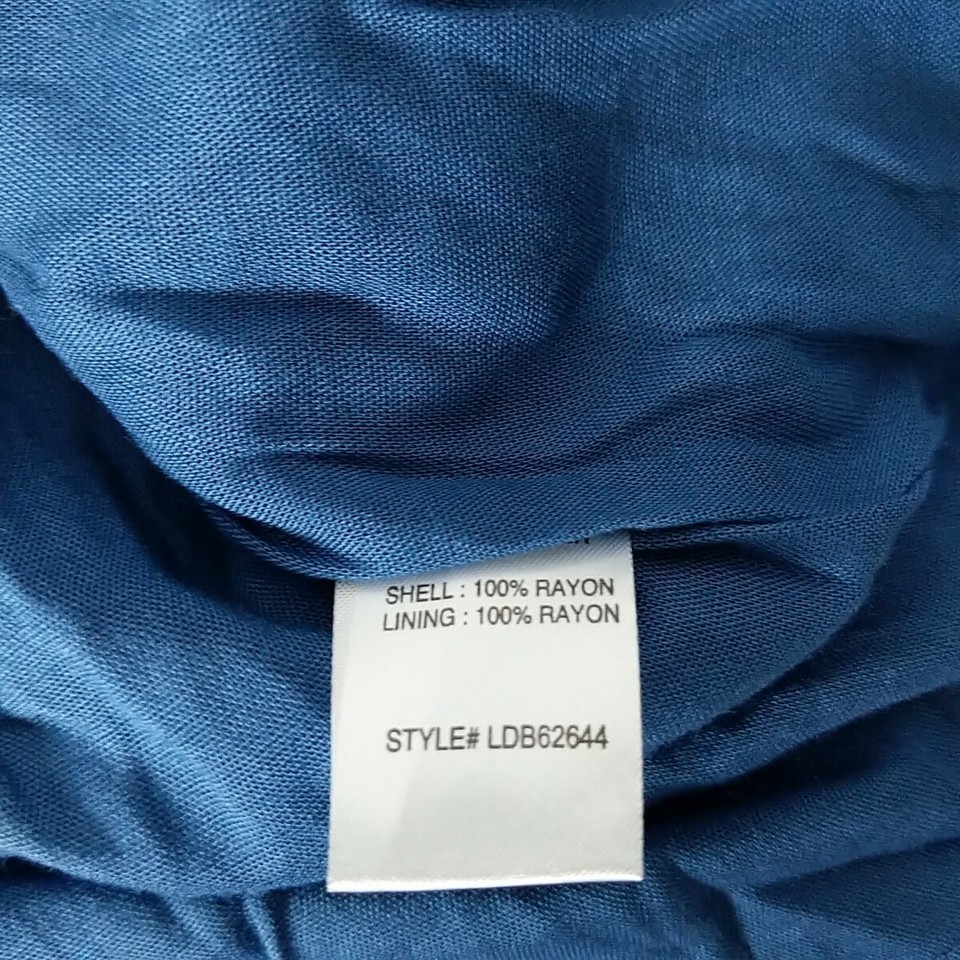 SHELL : 100% RAYON
LINING : 100% RAYON
STYLE# LDB62644